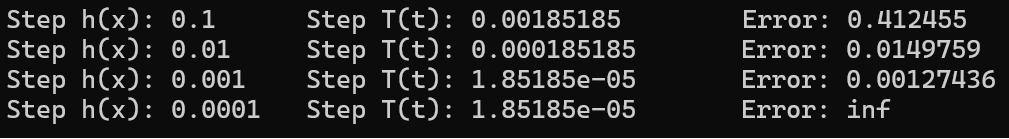 Step h(x): 0.1 Step T(t): 0.00185185 Error: 0.412455
Step h(x): 0.01 Step T(t): 0.000185185 Error: 0.0149759
Step h(x): 0.001 Step T(t): 1.85185e-05 Error: 0.00127436
Step h(x): 0.0001 Step T(t): 1.85185e-05 Error: inf